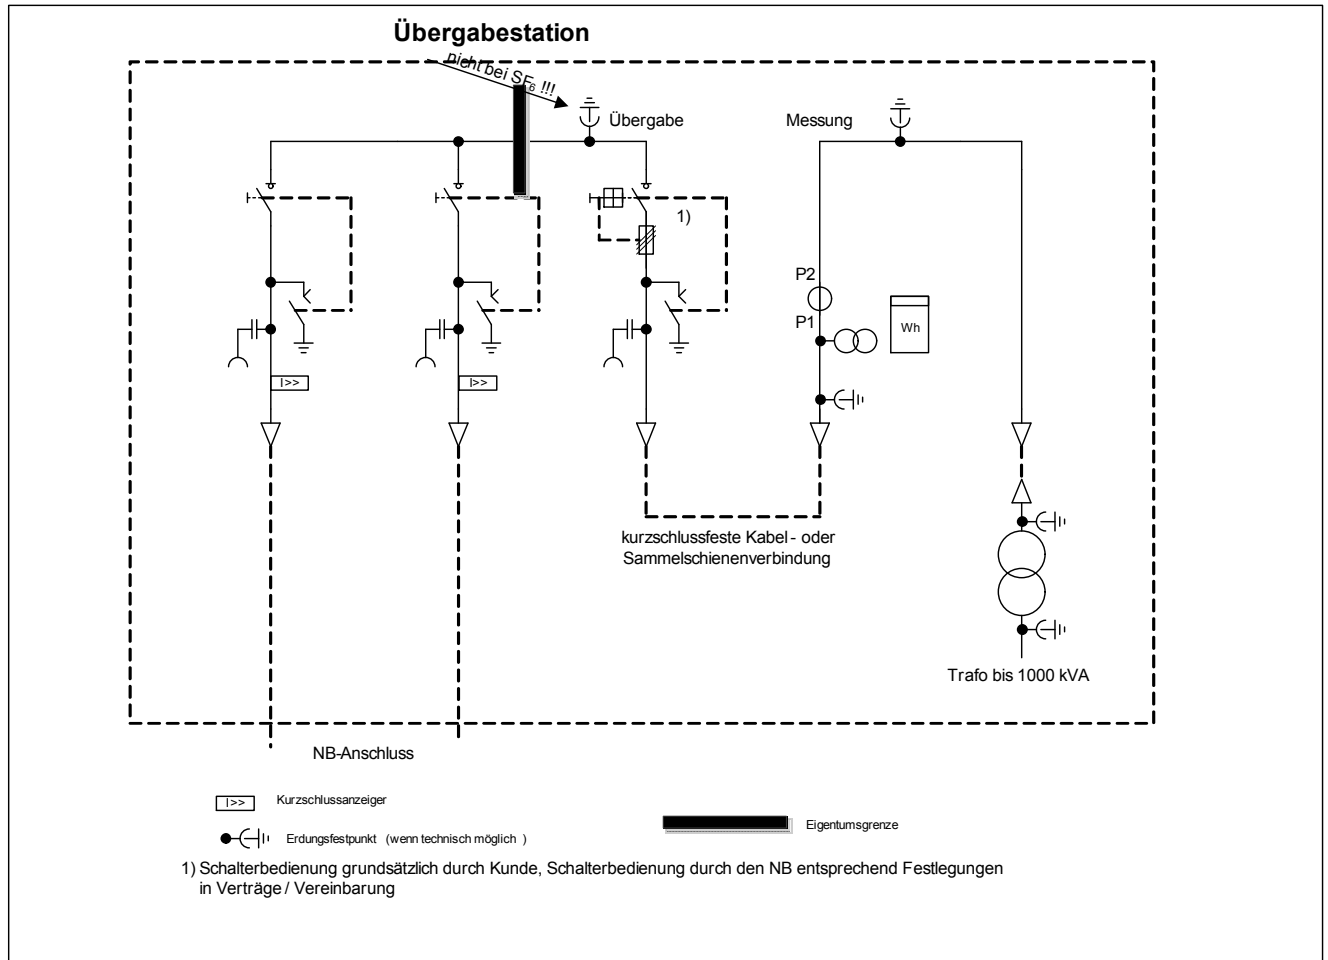 Übergabestation
nicht bei SF6 !!!
Übergabe
Messung
1)
P2
P1
Wh
I>>
I>>
kurzschlussfeste Kabel- oder
Sammelschienenverbindung
Trafo bis 1000 kVA
NB-Anschluss
I>> Kurzschlussanzeiger
Erdungsfestpunkt (wenn technisch möglich )
Eigentumsgrenze
1) Schalterbedienung grundsätzlich durch Kunde, Schalterbedienung durch den NB entsprechend Festlegungen
in Verträge / Vereinbarung